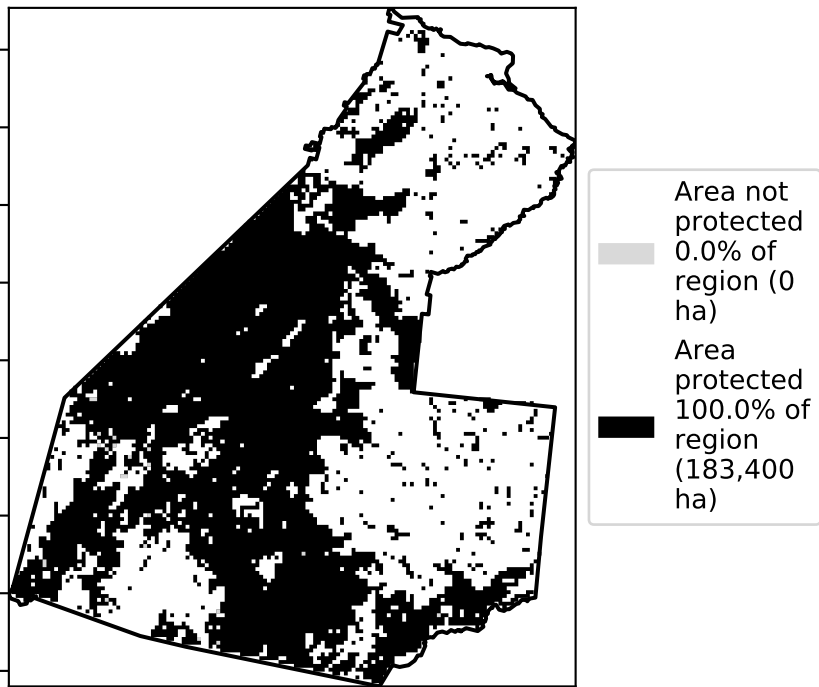 Area not
protected
0.0% of
region (0
ha)
Area
protected
100.0% of
region
(183,400
ha)